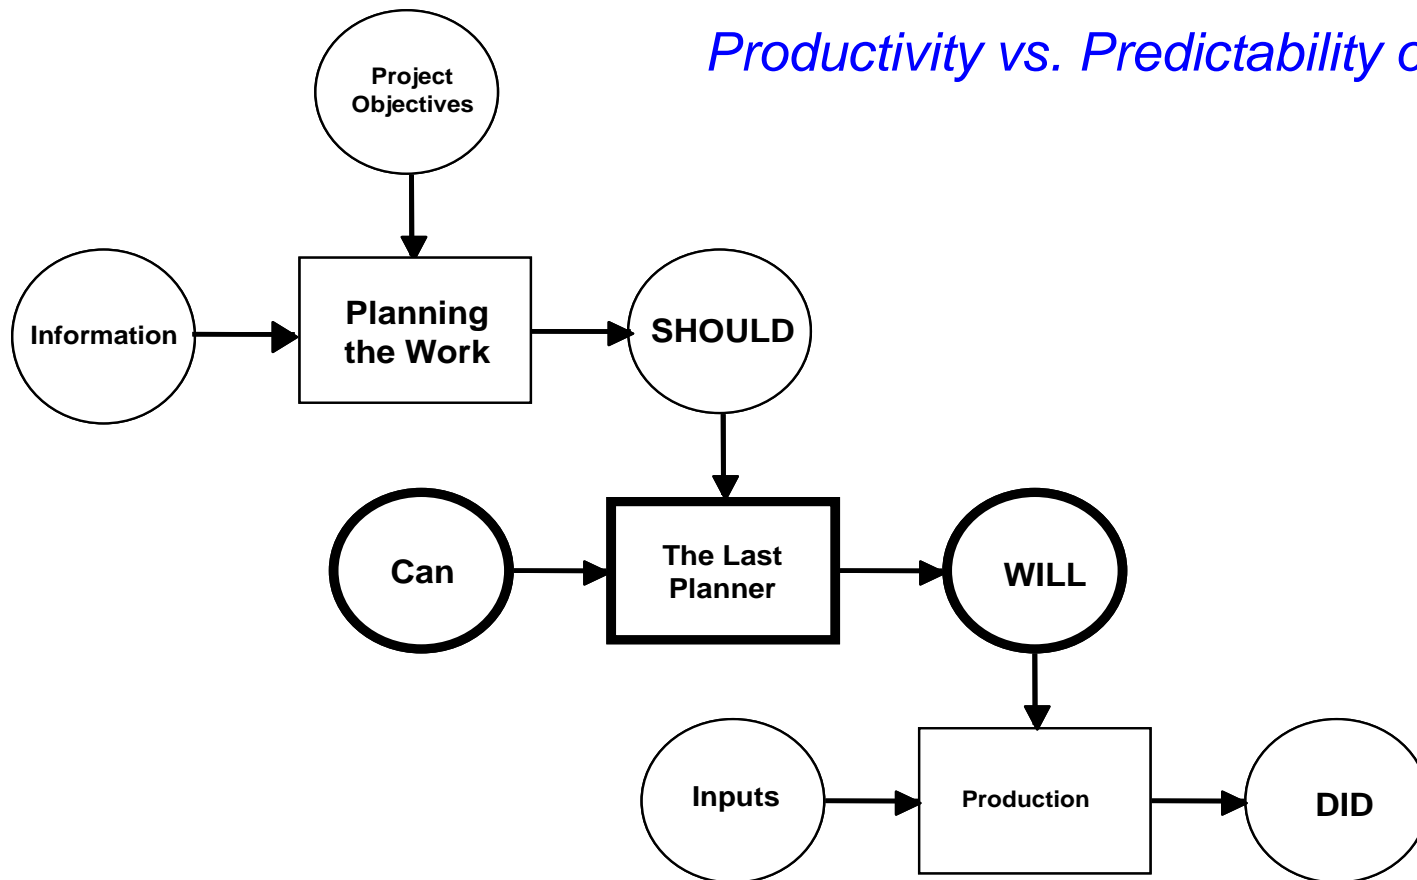 Productivity vs. Predictability
Project
Objectives
Information
Planning
the Work
SHOULD
Can
The Last
Planner
WILL
Inputs
Production
DID